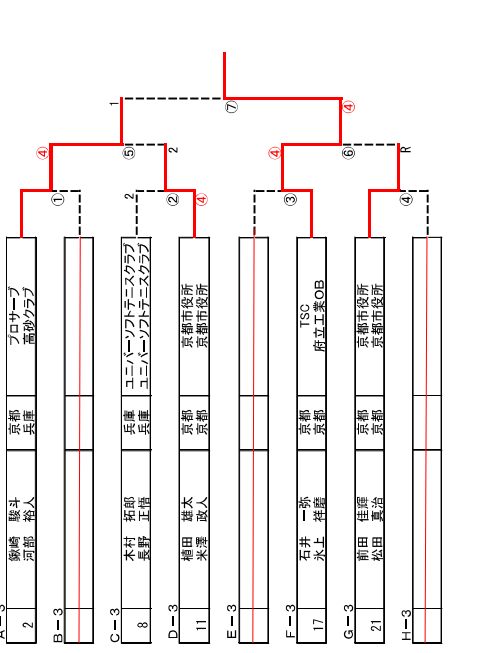 ⑦
1
④
④
⑤
2
④
⑥
R
①
2
②
④
③
④
A－3
2
鍬崎 駿斗 京都 プロサーブ
河部 裕人 兵庫 高砂クラブ
B－3
C－3
8
木村 拓郎 兵庫 ユニバーソフトテニスクラブ
長野 正悟 兵庫 ユニバーソフトテニスクラブ
D－3
11
植田 雄太 京都 京都市役所
米澤 政人 京都 京都市役所
E－3
F－3
17
石井 一弥 京都 TSC
氷上 祥磨 京都 府立工業OB
G－3
21
前田 佳輝 京都 京都市役所
松田 真治 京都 京都市役所
H－3